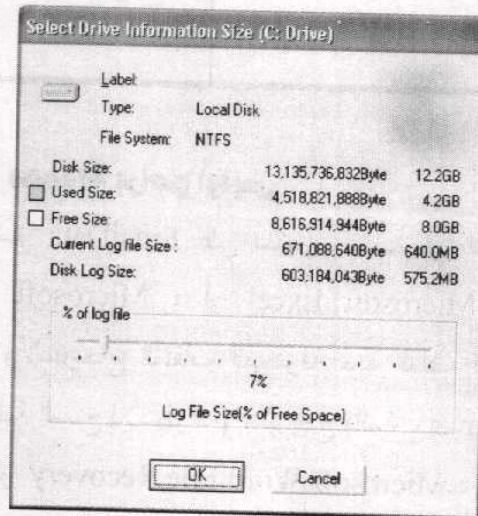 Select Drive Information Size (C: Drive)
Label:
Type: Local Disk
File System: NTFS
Disk Size: 13,135,736,832Byte 12.2GB
Used Size: 4,518,821,888Byte 4.2GB
Free Size: 8,616,914,944Byte 8.0GB
Current Log file Size : 671,088,640Byte 640.0MB
Disk Log Size: 603,184,043Byte 575.2MB
% of log file
7%
Log File Size(% of Free Space)
OK Cancel